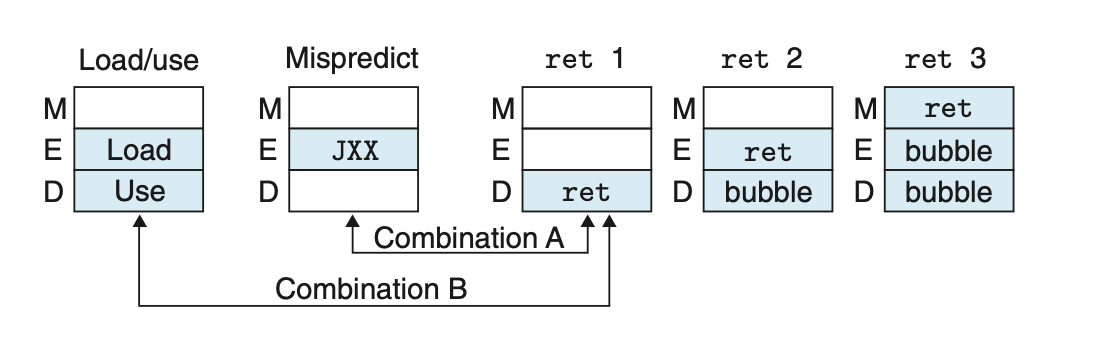 Load/use Mispredict ret 1 ret 2 ret 3
M M M M M ret
E Load E JXX E E ret E bubble
D Use D D ret D bubble D bubble
Combination A
Combination B